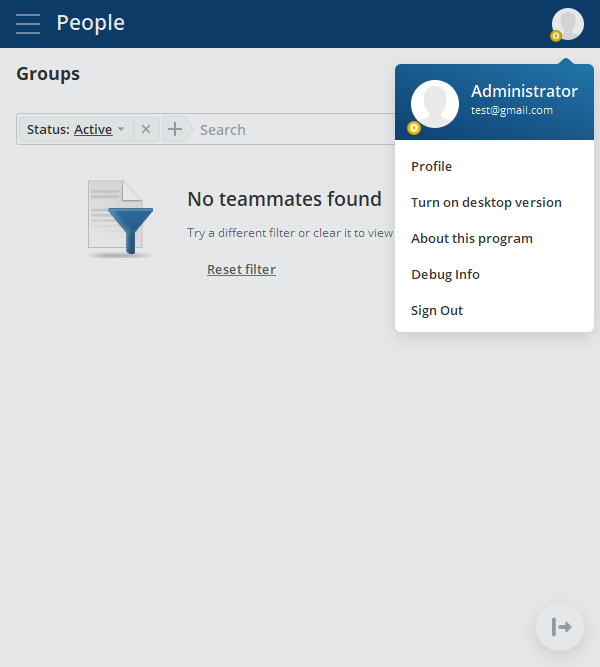 People
Groups
Status: Active
Search
No teammates found
Try a different filter or clear it to view
Reset filter
Administrator
test@gmail.com
Profile
Turn on desktop version
About this program
Debug Info
Sign Out